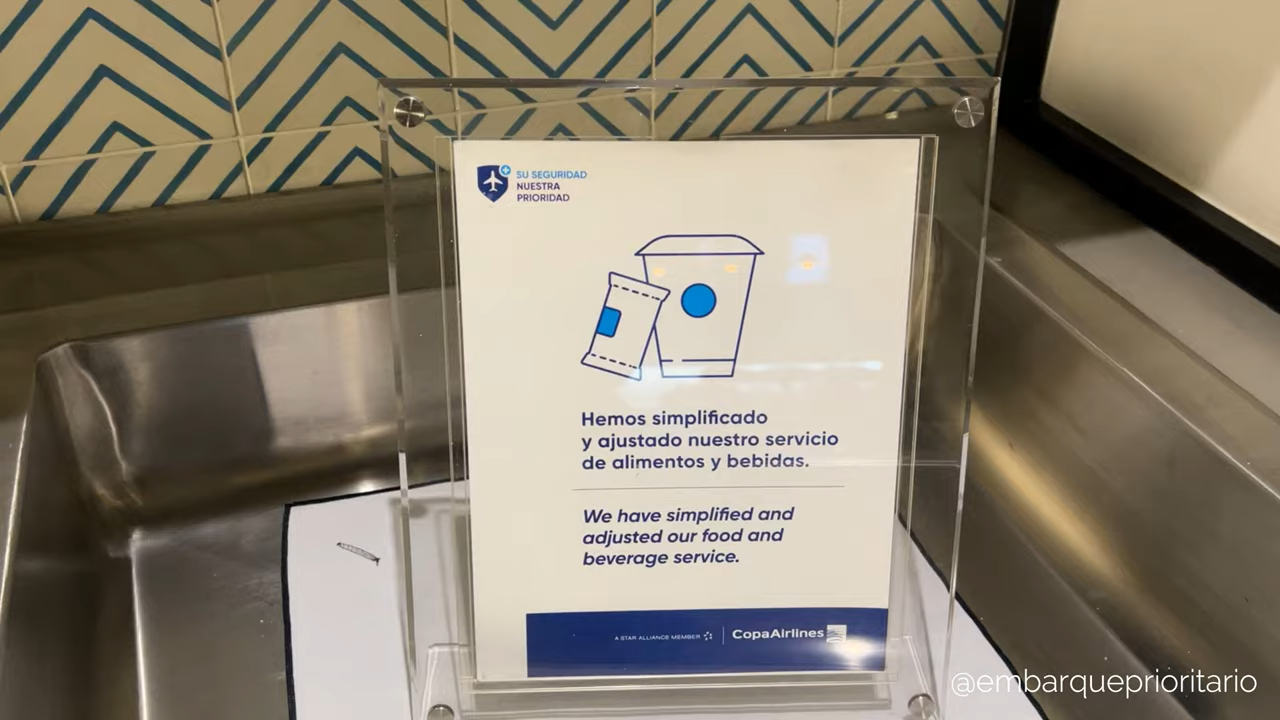 SU SEGURIDAD
NUESTRA
PRIORIDAD
Hemos simplificado
y ajustado nuestro servicio
de alimentos y bebidas.
We have simplified and
adjusted our food and
beverage service.
A STAR ALLIANCE MEMBER CopaAirlines
@embarqueprioritario